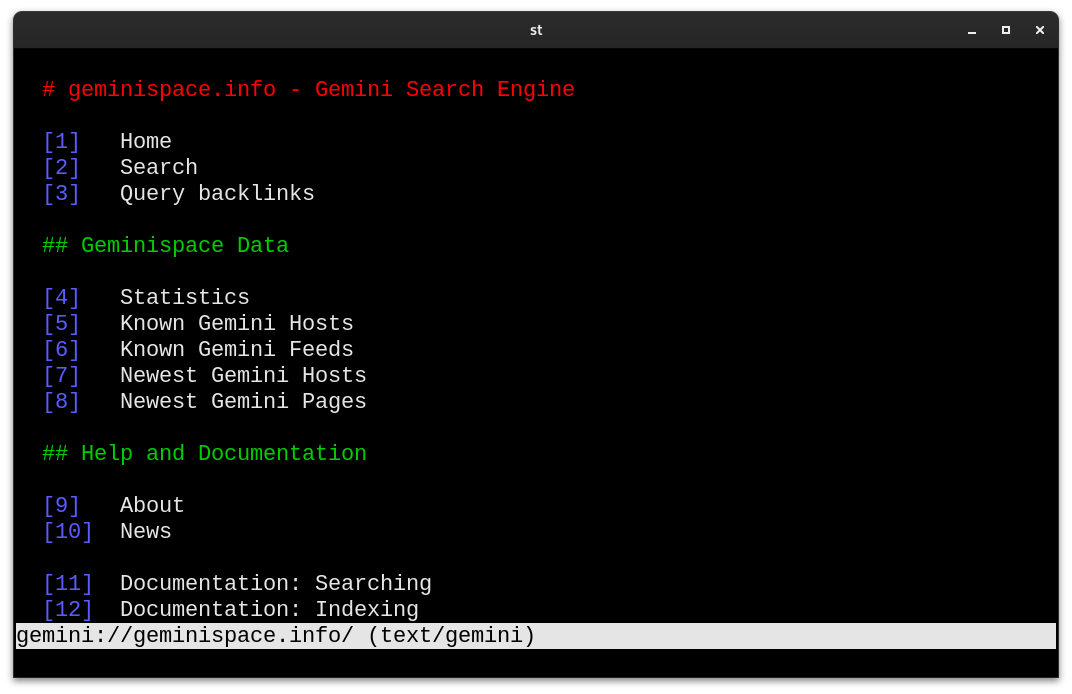 st
# geminispace.info - Gemini Search Engine
[1] Home
[2] Search
[3] Query backlinks
## Geminispace Data
[4] Statistics
[5] Known Gemini Hosts
[6] Known Gemini Feeds
[7] Newest Gemini Hosts
[8] Newest Gemini Pages
## Help and Documentation
[9] About
[10] News
[11] Documentation: Searching
[12] Documentation: Indexing
gemini://geminispace.info/ (text/gemini)